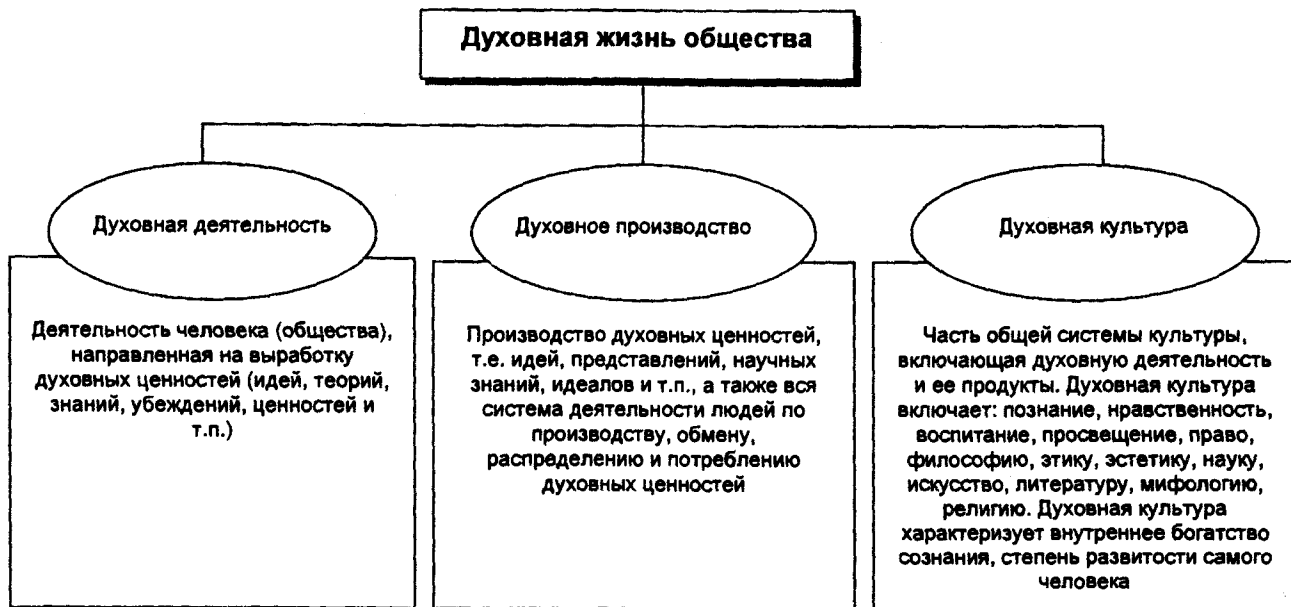 Духовная жизнь общества
Духовная деятельность
Деятельность человека (общества),
направленная на выработку
духовных ценностей (идей, теорий,
знаний, убеждений, ценностей и
т.п.)
Духовное производство
Производство духовных ценностей,
т.е. идей, представлений, научных
знаний, идеалов и т.п., а также вся
система деятельности людей по
производству, обмену,
распределению и потреблению
духовных ценностей
Духовная культура
Часть общей системы культуры,
включающая духовную деятельность
и ее продукты. Духовная культура
включает: познание, нравственность,
воспитание, просвещение, право,
философию, этику, эстетику, науку,
искусство, литературу, мифологию,
религию. Духовная культура
характеризует внутреннее богатство
сознания, степень развитости самого
человека